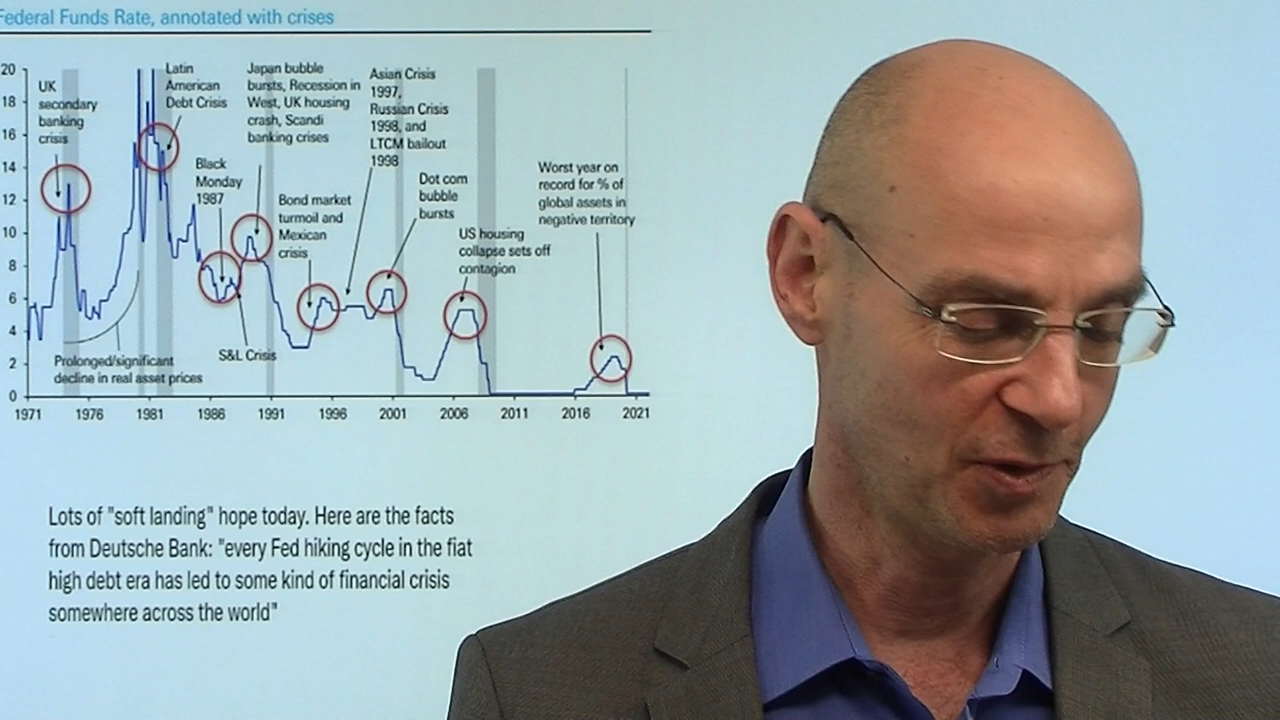 Federal Funds Rate, annotated with crises
20
18
16
14
12
10
8
6
4
2
0
UK
secondary
banking
crisis
Latin
American
Debt Crisis
Japan bubble
bursts, Recession in
West, UK housing
crash, Scandi
banking crises
Asian Crisis
1997,
Russian Crisis
1998, and
LTCM bailout
1998
Black
Monday
1987
Bond market
turmoil and
Mexican
crisis
Dot com
bubble
bursts
US housing
collapse sets off
contagion
Worst year on
record for % of
global assets in
negative territory
S&L Crisis
Prolonged/significant
decline in real asset prices
1971 1976 1981 1986 1991 1996 2001 2006 2011 2016 2021
Lots of "soft landing" hope today. Here are the facts
from Deutsche Bank: "every Fed hiking cycle in the fiat
high debt era has led to some kind of financial crisis
somewhere across the world"